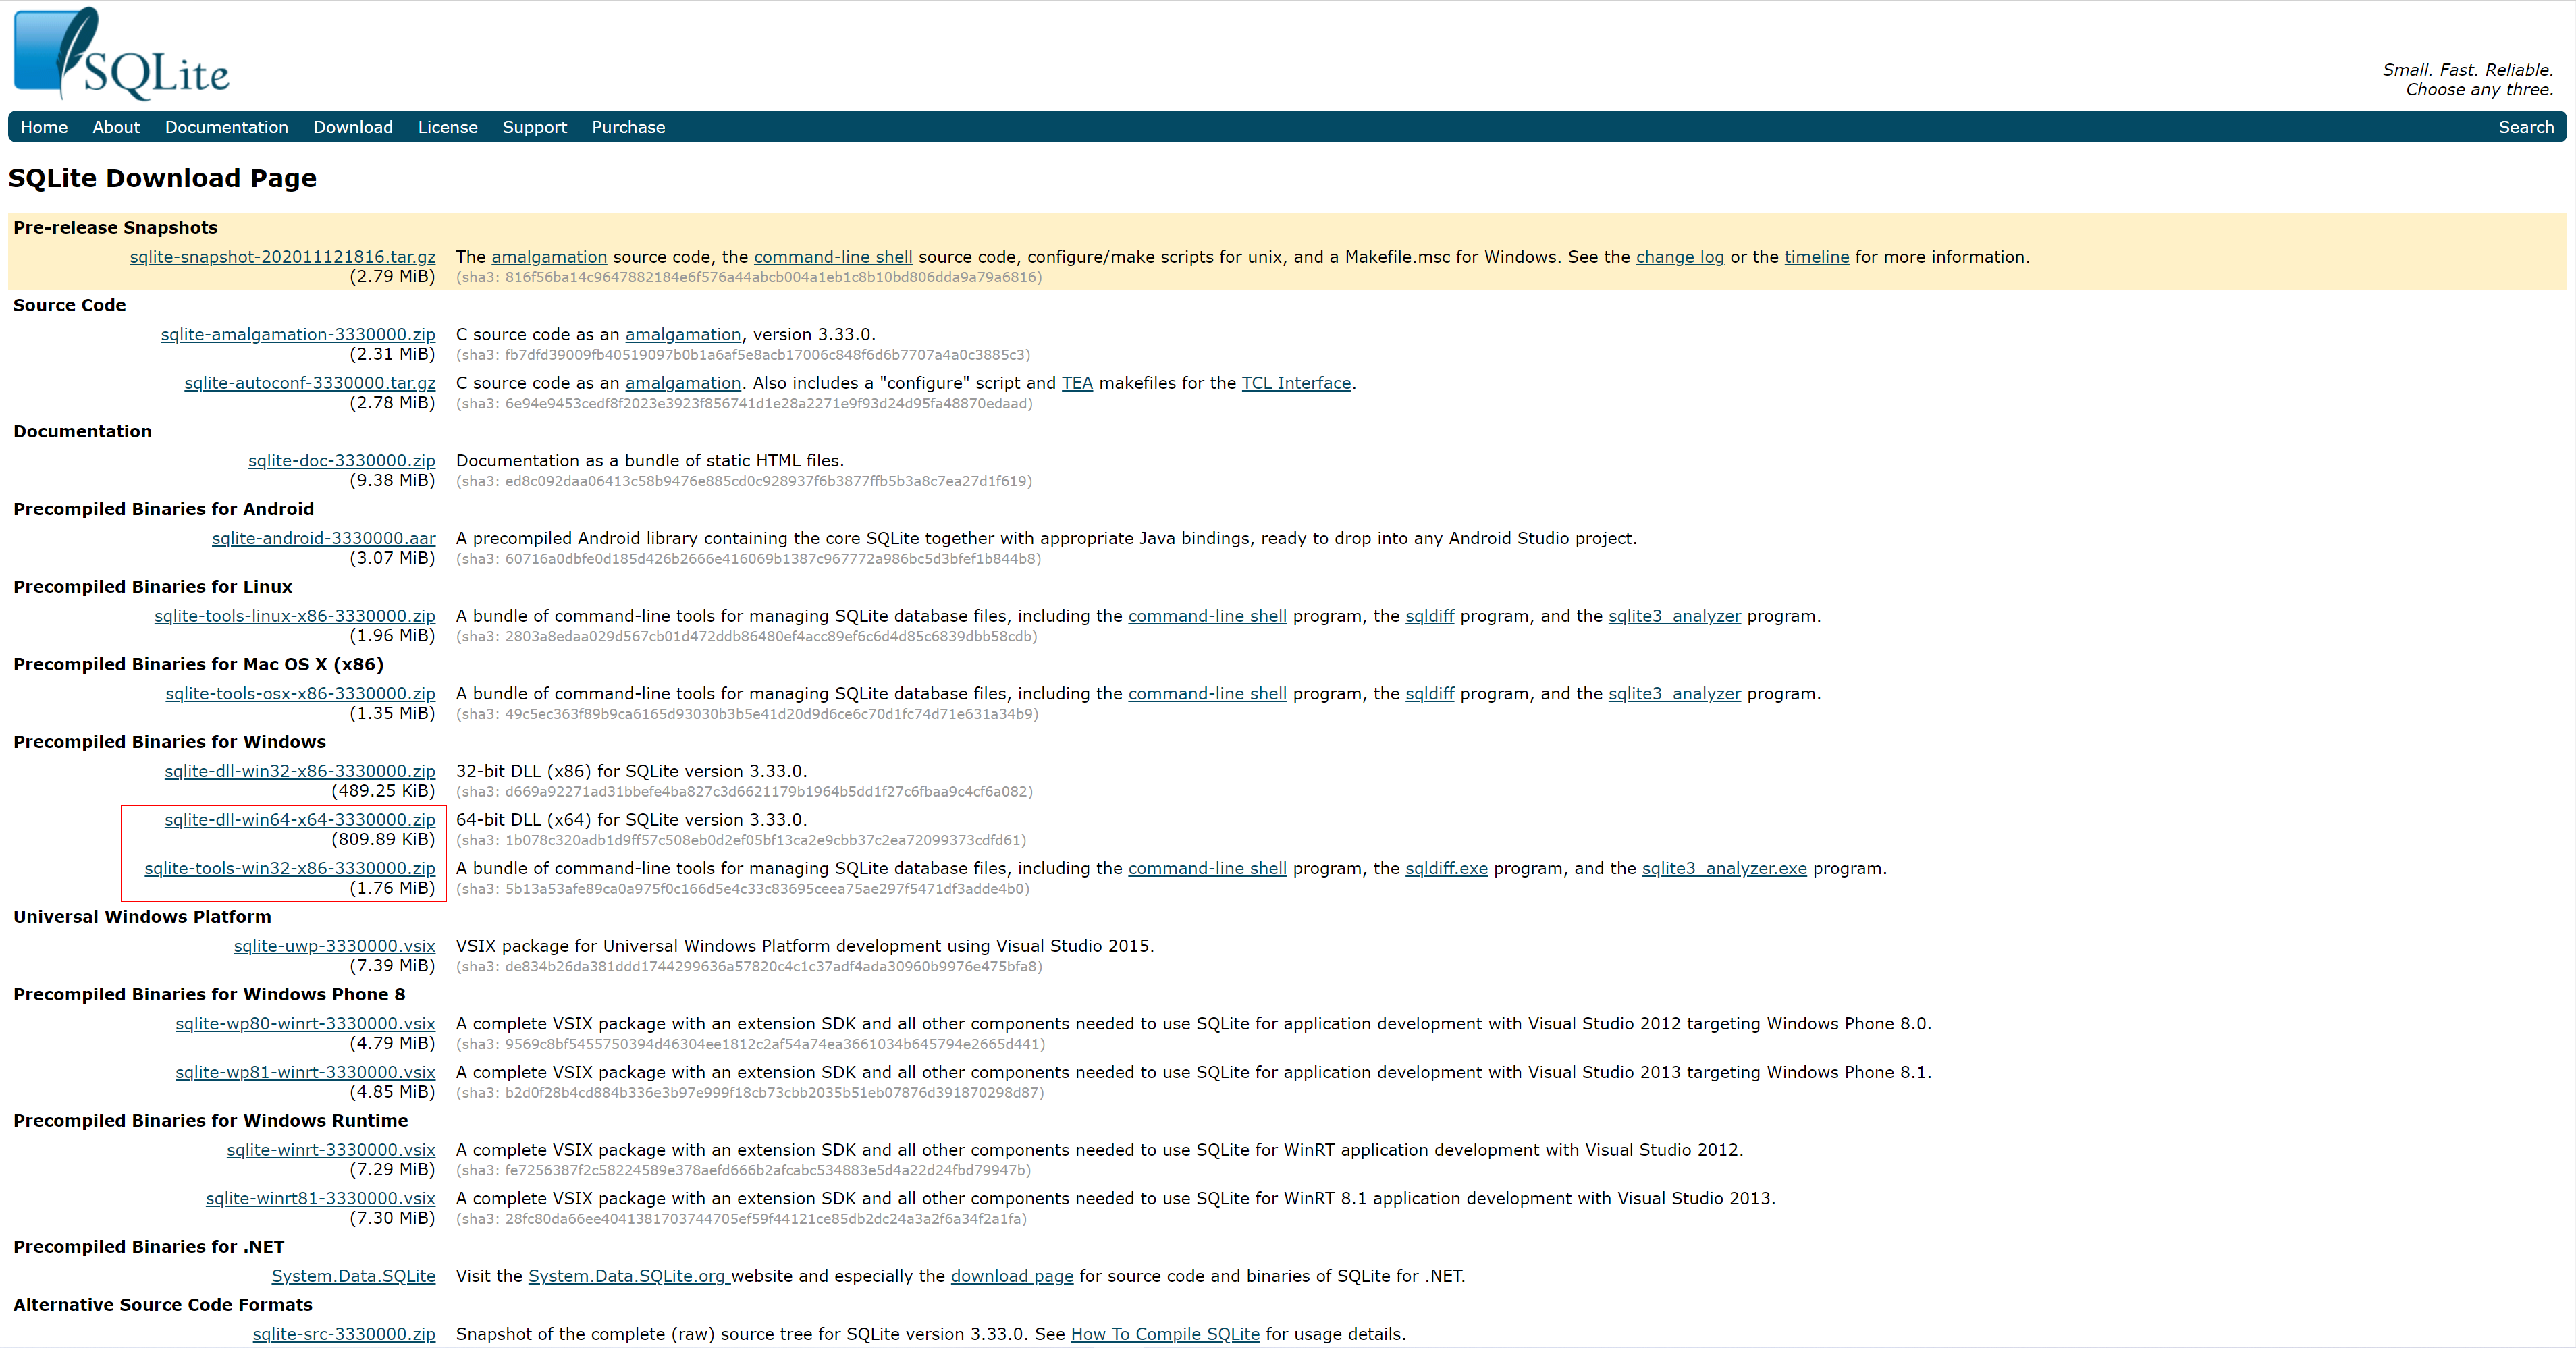 SQLite
Small. Fast. Reliable.
Choose any three.
Home About Documentation Download License Support Purchase Search
SQLite Download Page
Pre-release Snapshots
sqlite-snapshot-202011121816.tar.gz The amalgamation source code, the command-line shell source code, configure/make scripts for unix, and a Makefile.msc for Windows. See the change log or the timeline for more information.
(2.79 MiB) (sha3: 816f56ba14c9647882184e6f576a44abcb004a1eb1c8b10bd806dda9a79a6816)
Source Code
sqlite-amalgamation-3330000.zip C source code as an amalgamation, version 3.33.0.
(2.31 MiB) (sha3: fb7dfd39009fb40519097b0b1a6af5e8acb17006c848f6d6b7707a4a0c3885c3)
sqlite-autoconf-3330000.tar.gz C source code as an amalgamation. Also includes a "configure" script and TEA makefiles for the TCL Interface.
(2.78 MiB) (sha3: 6e94e9453cedf8f2023e3923f856741d1e28a2271e9f93d24d95fa48870edaad)
Documentation
sqlite-doc-3330000.zip Documentation as a bundle of static HTML files.
(9.38 MiB) (sha3: ed8c092daa06413c58b9476e885cd0c928937f6b3877ffb5b3a8c7ea27d1f619)
Precompiled Binaries for Android
sqlite-android-3330000.aar A precompiled Android library containing the core SQLite together with appropriate Java bindings, ready to drop into any Android Studio project.
(3.07 MiB) (sha3: 60716a0dbfe0d185d426b2666e416069b1387c967772a986bc5d3bfef1b844b8)
Precompiled Binaries for Linux
sqlite-tools-linux-x86-3330000.zip A bundle of command-line tools for managing SQLite database files, including the command-line shell program, the sqldiff program, and the sqlite3_analyzer program.
(1.96 MiB) (sha3: 2803a8edaa029d567cb01d472ddb86480ef4acc89ef6c6d4d85c6839dbb58cdb)
Precompiled Binaries for Mac OS X (x86)
sqlite-tools-osx-x86-3330000.zip A bundle of command-line tools for managing SQLite database files, including the command-line shell program, the sqldiff program, and the sqlite3_analyzer program.
(1.35 MiB) (sha3: 49c5ec363f89b9ca6165d93030b3b5e41d20d9d6ce6c70d1fc74d71e631a34b9)
Precompiled Binaries for Windows
sqlite-dll-win32-x86-3330000.zip 32-bit DLL (x86) for SQLite version 3.33.0.
(489.25 KiB) (sha3: d669a92271ad31bbefe4ba827c3d6621179b1964b5dd1f27c6fbaa9c4cf6a082)
sqlite-dll-win64-x64-3330000.zip 64-bit DLL (x64) for SQLite version 3.33.0.
(809.89 KiB) (sha3: 1b078c320adb1d9ff57c508eb0d2ef05bf13ca2e9cbb37c2ea72099373cdfd61)
sqlite-tools-win32-x86-3330000.zip A bundle of command-line tools for managing SQLite database files, including the command-line shell program, the sqldiff.exe program, and the sqlite3_analyzer.exe program.
(1.76 MiB) (sha3: 5b13a53afe89ca0a975f0c166d5e4c33c83695ceea75ae297f5471df3adde4b0)
Universal Windows Platform
sqlite-uwp-3330000.vsix VSIX package for Universal Windows Platform development using Visual Studio 2015.
(7.39 MiB) (sha3: de834b26da381ddd1744299636a57820c4c1c37adf4ada30960b9976e475bfa8)
Precompiled Binaries for Windows Phone 8
sqlite-wp80-winrt-3330000.vsix A complete VSIX package with an extension SDK and all other components needed to use SQLite for application development with Visual Studio 2012 targeting Windows Phone 8.0.
(4.79 MiB) (sha3: 9569c8bf5455750394d46304ee1812c2af54a74ea3661034b645794e2665d441)
sqlite-wp81-winrt-3330000.vsix A complete VSIX package with an extension SDK and all other components needed to use SQLite for application development with Visual Studio 2013 targeting Windows Phone 8.1.
(4.85 MiB) (sha3: b2d0f28b4cd884b336e3b97e999f18cb73cbb2035b51eb07876d391870298d87)
Precompiled Binaries for Windows Runtime
sqlite-winrt-3330000.vsix A complete VSIX package with an extension SDK and all other components needed to use SQLite for WinRT application development with Visual Studio 2012.
(7.29 MiB) (sha3: fe7256387f2c58224589e378aefd666b2afcabc534883e5d4a22d24fbd79947b)
sqlite-winrt81-3330000.vsix A complete VSIX package with an extension SDK and all other components needed to use SQLite for WinRT 8.1 application development with Visual Studio 2013.
(7.30 MiB) (sha3: 28fc80da66ee4041381703744705ef59f44121ce85db2dc24a3a2f6a34f2a1fa)
Precompiled Binaries for .NET
System.Data.SQLite Visit the System.Data.SQLite.org website and especially the download page for source code and binaries of SQLite for .NET.
Alternative Source Code Formats
sqlite-src-3330000.zip Snapshot of the complete (raw) source tree for SQLite version 3.33.0. See How To Compile SQLite for usage details.